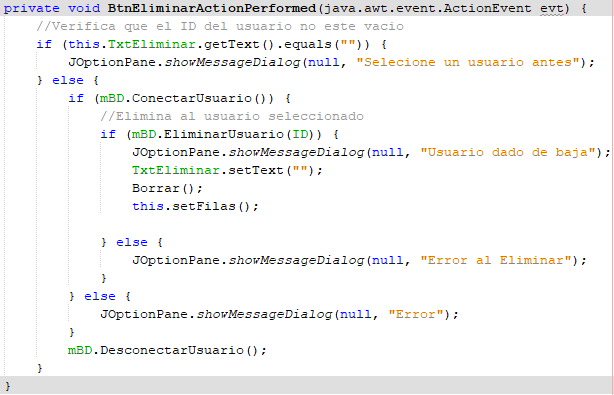 private void BtnEliminarActionPerformed(java.awt.event.ActionEvent evt) {
    //Verifica que el ID del usuario no este vacio
    if (this.TxtEliminar.getText().equals("")) {
        JOptionPane.showMessageDialog(null, "Selecione un usuario antes");
    } else {
        if (mBD.ConectarUsuario()) {
            //Elimina al usuario seleccionado
            if (mBD.EliminarUsuario(ID)) {
                JOptionPane.showMessageDialog(null, "Usuario dado de baja");
                TxtEliminar.setText("");
                Borrar();
                this.setFilas();

            } else {
                JOptionPane.showMessageDialog(null, "Error al Eliminar");
            }
        } else {
            JOptionPane.showMessageDialog(null, "Error");
        }
        mBD.DesconectarUsuario();
    }
}